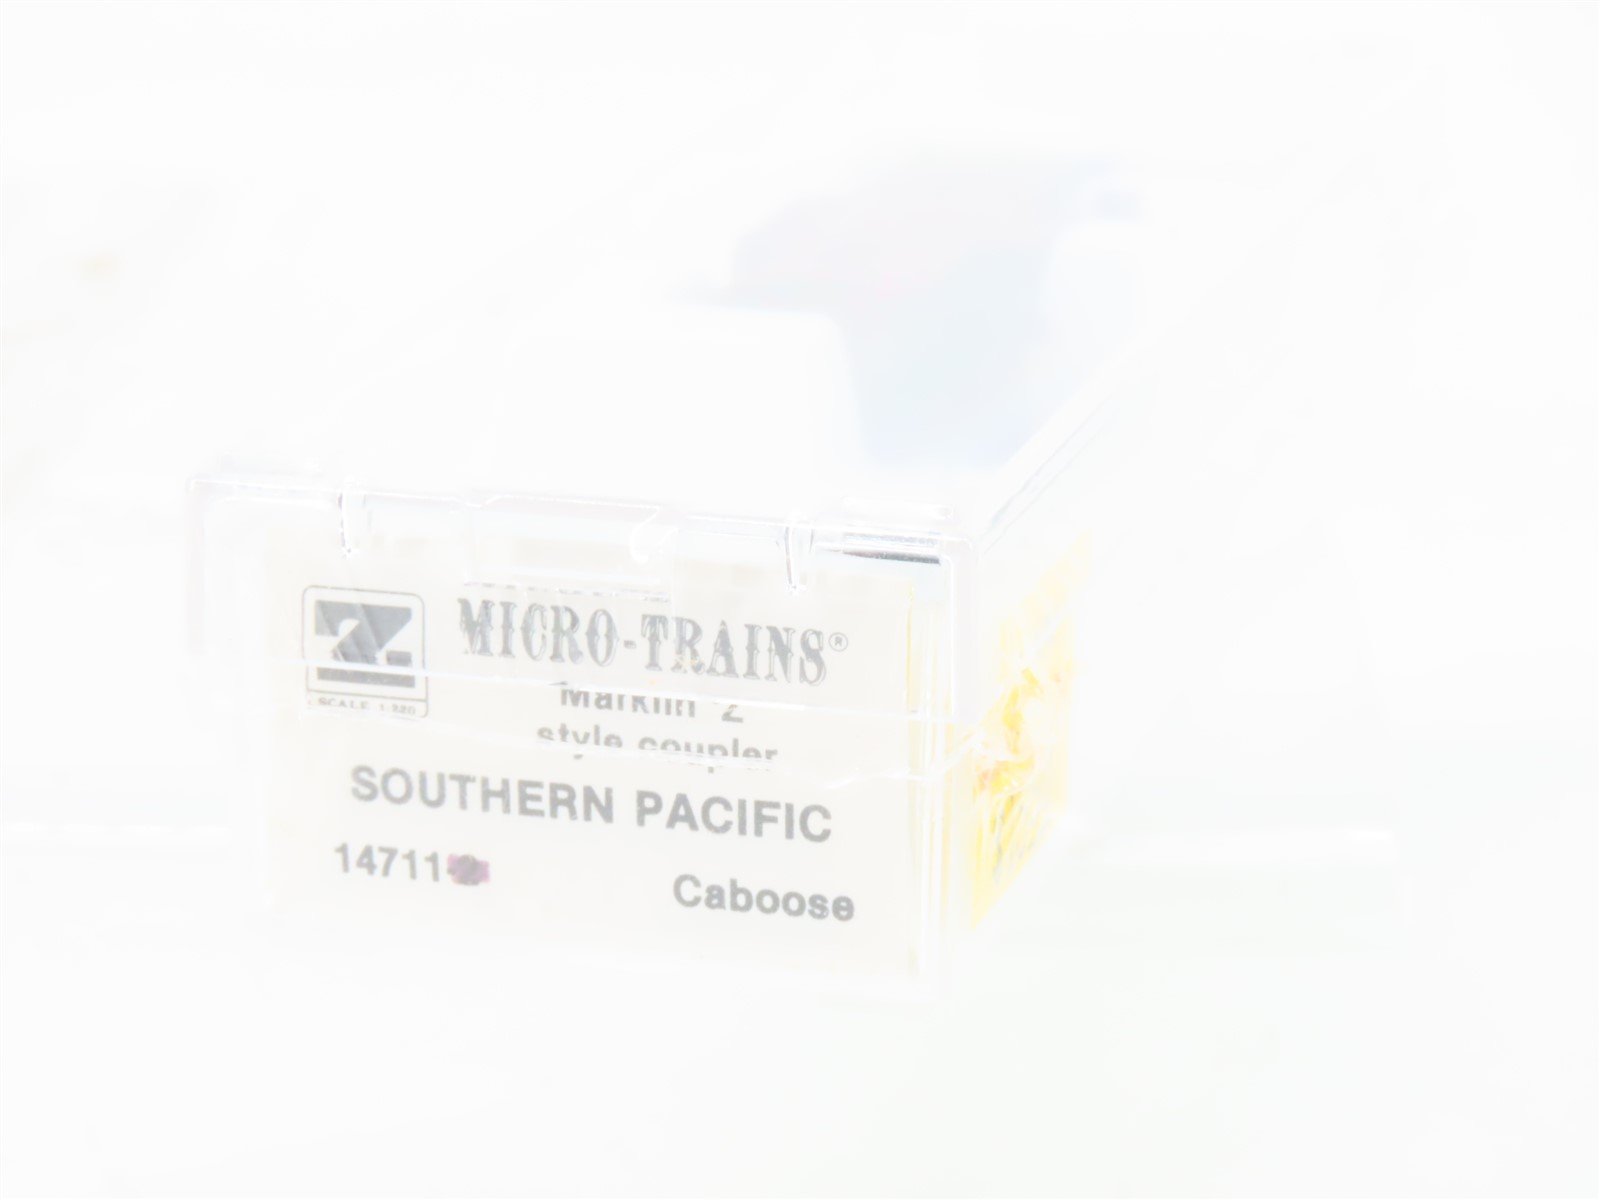 MICRO-TRAINS®
Z
SCALE 1:220
Marklin Z
style coupler
SOUTHERN PACIFIC
14711
Caboose